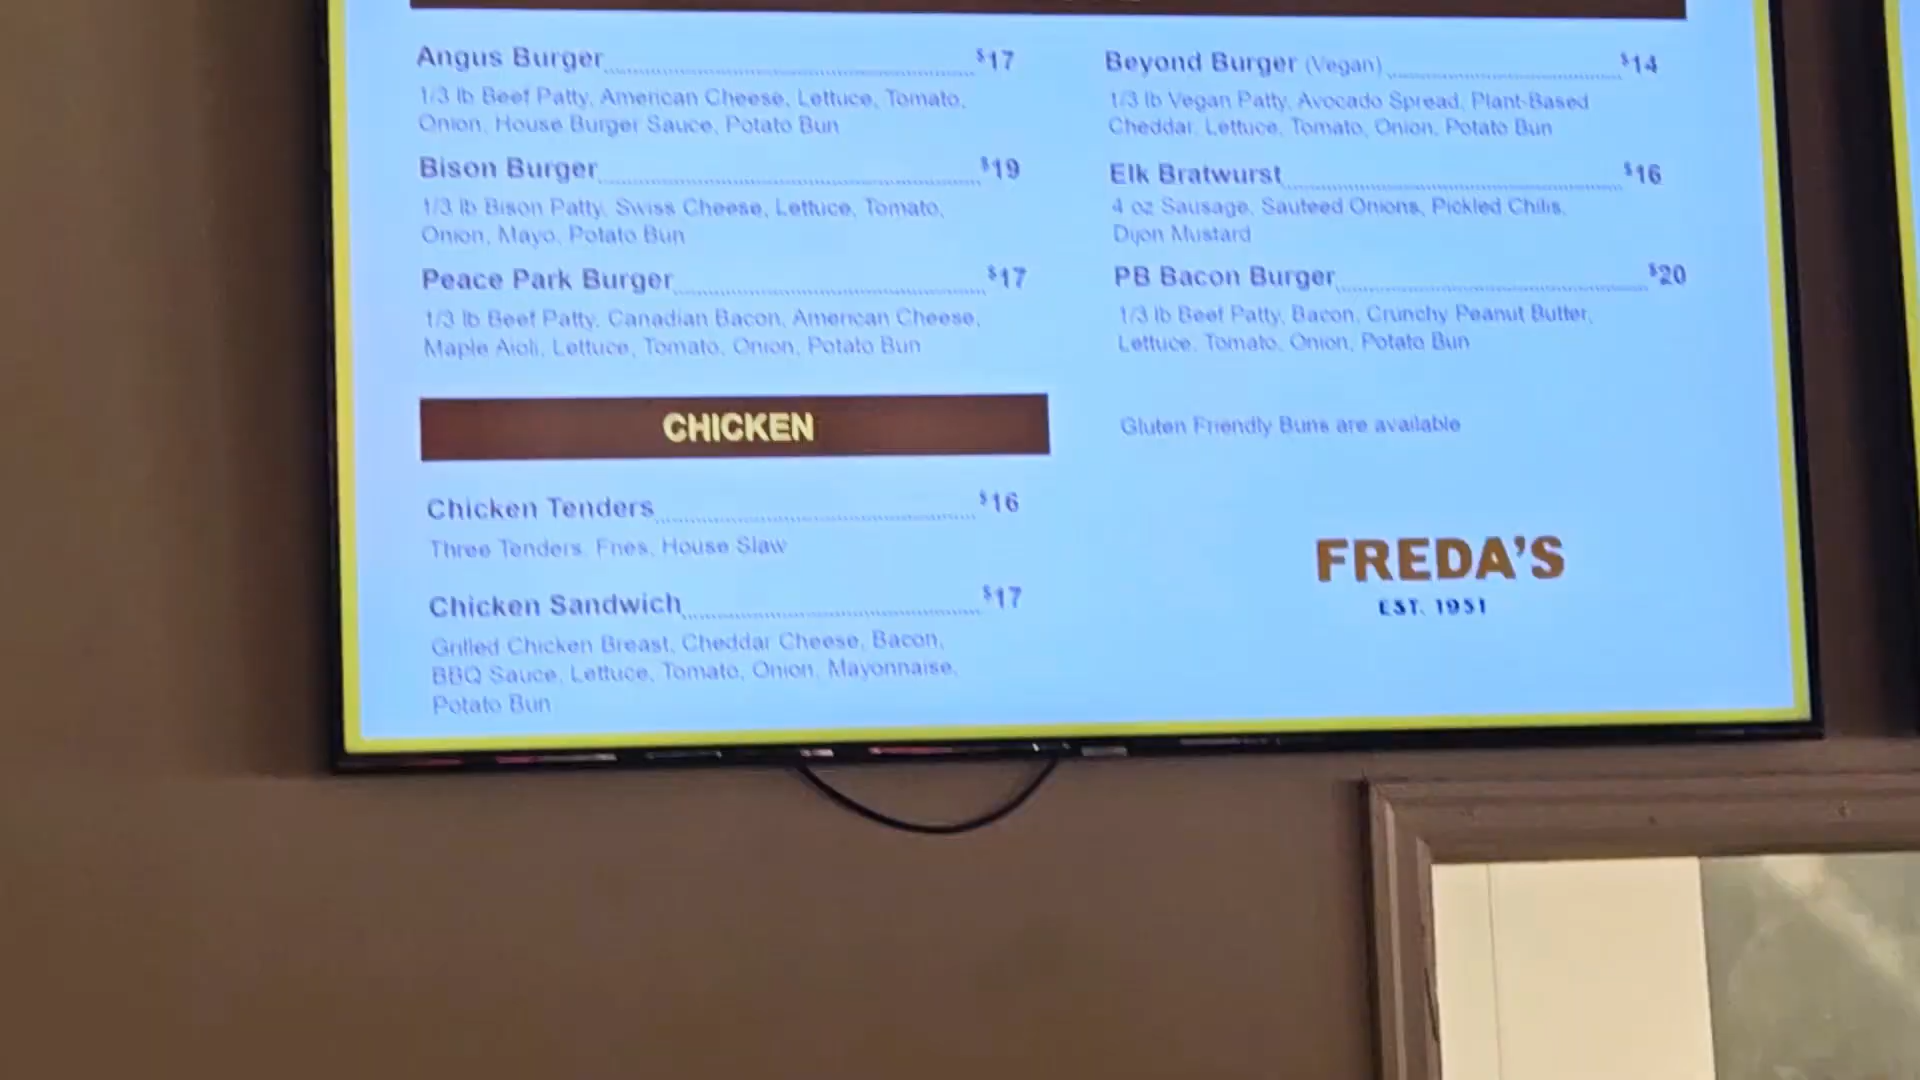 Angus Burger $17
1/3 lb Beef Patty, American Cheese, Lettuce, Tomato,
Onion, House Burger Sauce, Potato Bun
Bison Burger $19
1/3 lb Bison Patty, Swiss Cheese, Lettuce, Tomato,
Onion, Mayo, Potato Bun
Peace Park Burger $17
1/3 lb Beef Patty, Canadian Bacon, American Cheese,
Maple Aioli, Lettuce, Tomato, Onion, Potato Bun
CHICKEN
Chicken Tenders $16
Three Tenders, Fries, House Slaw
Chicken Sandwich $17
Grilled Chicken Breast, Cheddar Cheese, Bacon,
BBQ Sauce, Lettuce, Tomato, Onion, Mayonnaise,
Potato Bun
Beyond Burger (Vegan) $14
1/3 lb Vegan Patty, Avocado Spread, Plant-Based
Cheddar, Lettuce, Tomato, Onion, Potato Bun
Elk Bratwurst $16
4 oz Sausage, Sauteed Onions, Pickled Chilis,
Dijon Mustard
PB Bacon Burger $20
1/3 lb Beef Patty, Bacon, Crunchy Peanut Butter,
Lettuce, Tomato, Onion, Potato Bun
Gluten Friendly Buns are available
FREDA'S
EST. 1951